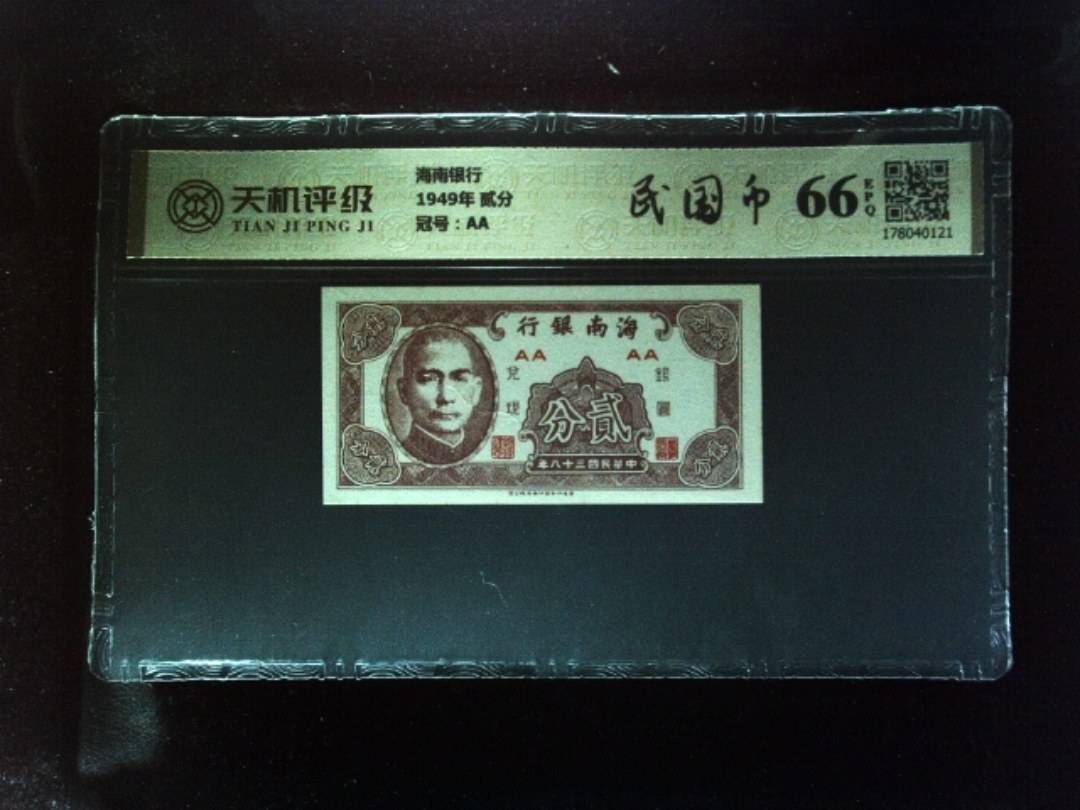 天机评级
TIAN JI PING JI
海南银行
1949年 贰分
冠号：AA
民国币
66
EPQ
178040121
行銀南海
AA AA
兌現
銀圓
分貳
年八十三國民華中